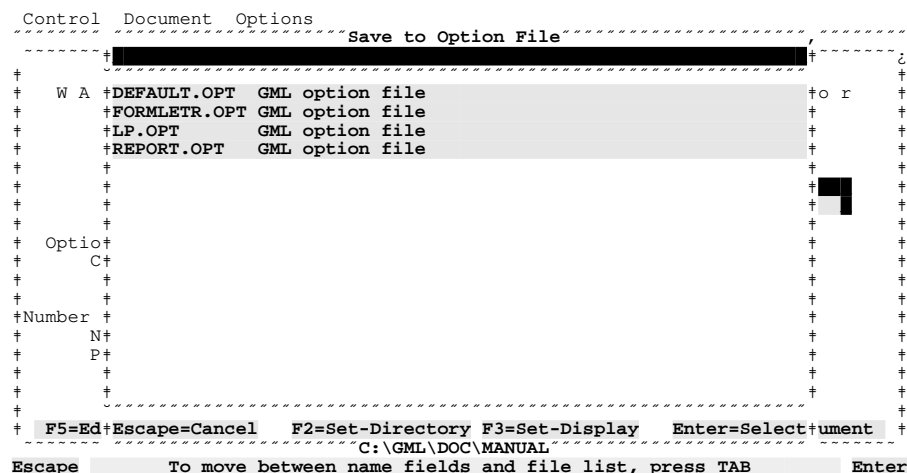 Control Document Options
Save to Option File
W A o r
DEFAULT.OPT GML option file
FORMLETR.OPT GML option file
LP.OPT GML option file
REPORT.OPT GML option file
Optio
C
Number
N
P
F5=Ed Escape=Cancel F2=Set-Directory F3=Set-Display Enter=Select ument
C:\GML\DOC\MANUAL
Escape To move between name fields and file list, press TAB Enter